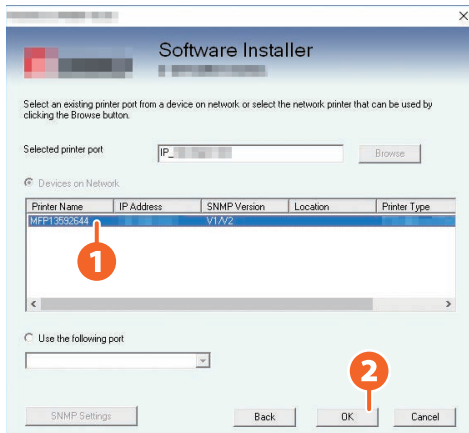 Software Installer
Select an existing printer port from a device on network or select the network printer that can be used by
clicking the Browse button.
Selected printer port IP_ Browse
Devices on Network
Printer Name IP Address SNMP Version Location Printer Type
MFP13592644 V1/V2
1
Use the following port
2
SNMP Settings Back OK Cancel